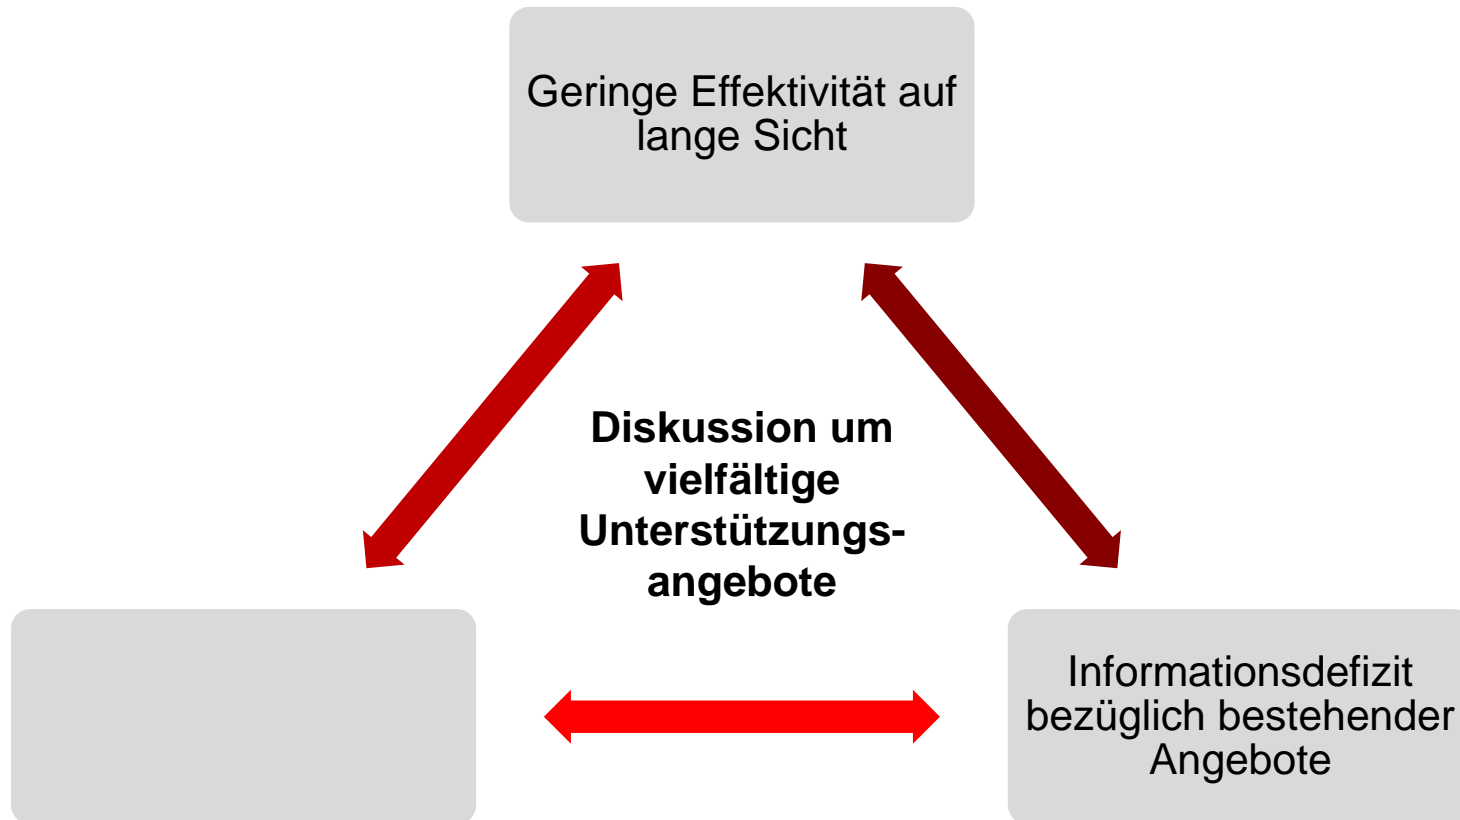 Geringe Effektivität auf
lange Sicht
Diskussion um
vielfältige
Unterstützungs-
angebote
Informationsdefizit
bezüglich bestehender
Angebote